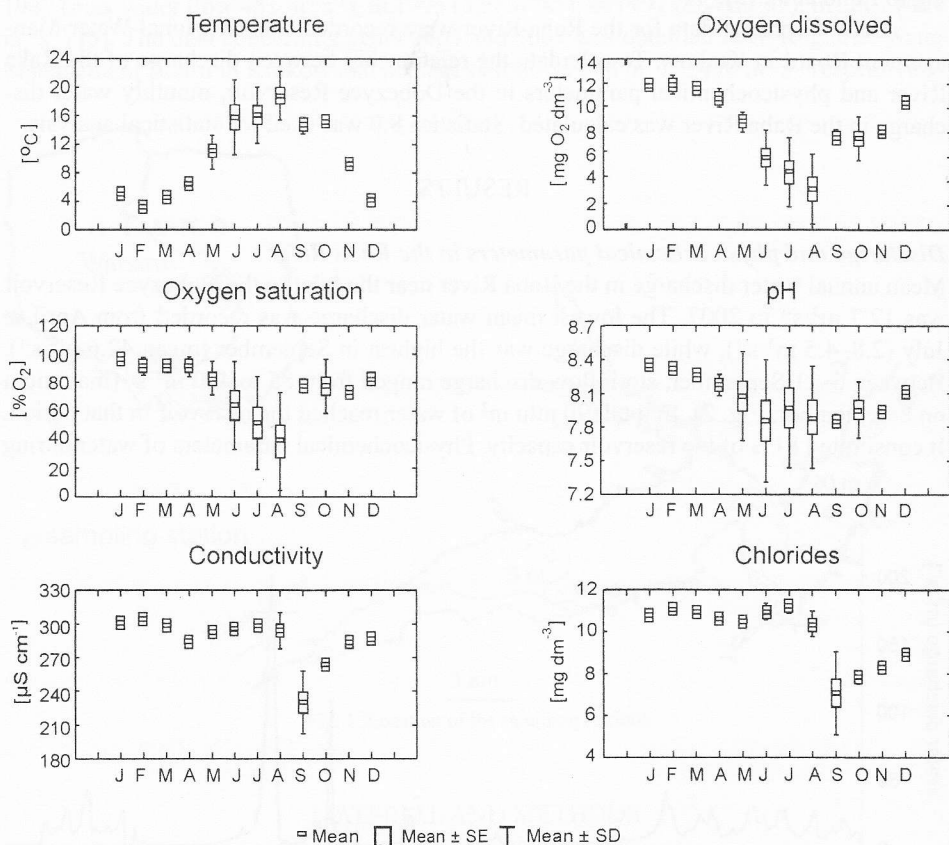 Temperature
Oxygen dissolved
24
20
16
12
8
4
0
[°C]
J F M A M J J A S O N D
14
12
10
8
6
4
2
0
[mg O₂ dm⁻³]
J F M A M J J A S O N D
Oxygen saturation
pH
120
100
80
60
40
20
0
[% O₂]
J F M A M J J A S O N D
8.7
8.4
8.1
7.8
7.5
7.2
J F M A M J J A S O N D
Conductivity
Chlorides
330
300
270
240
210
180
[µS cm⁻¹]
J F M A M J J A S O N D
12
10
8
6
4
[mg dm⁻³]
J F M A M J J A S O N D
Mean Mean ± SE Mean ± SD